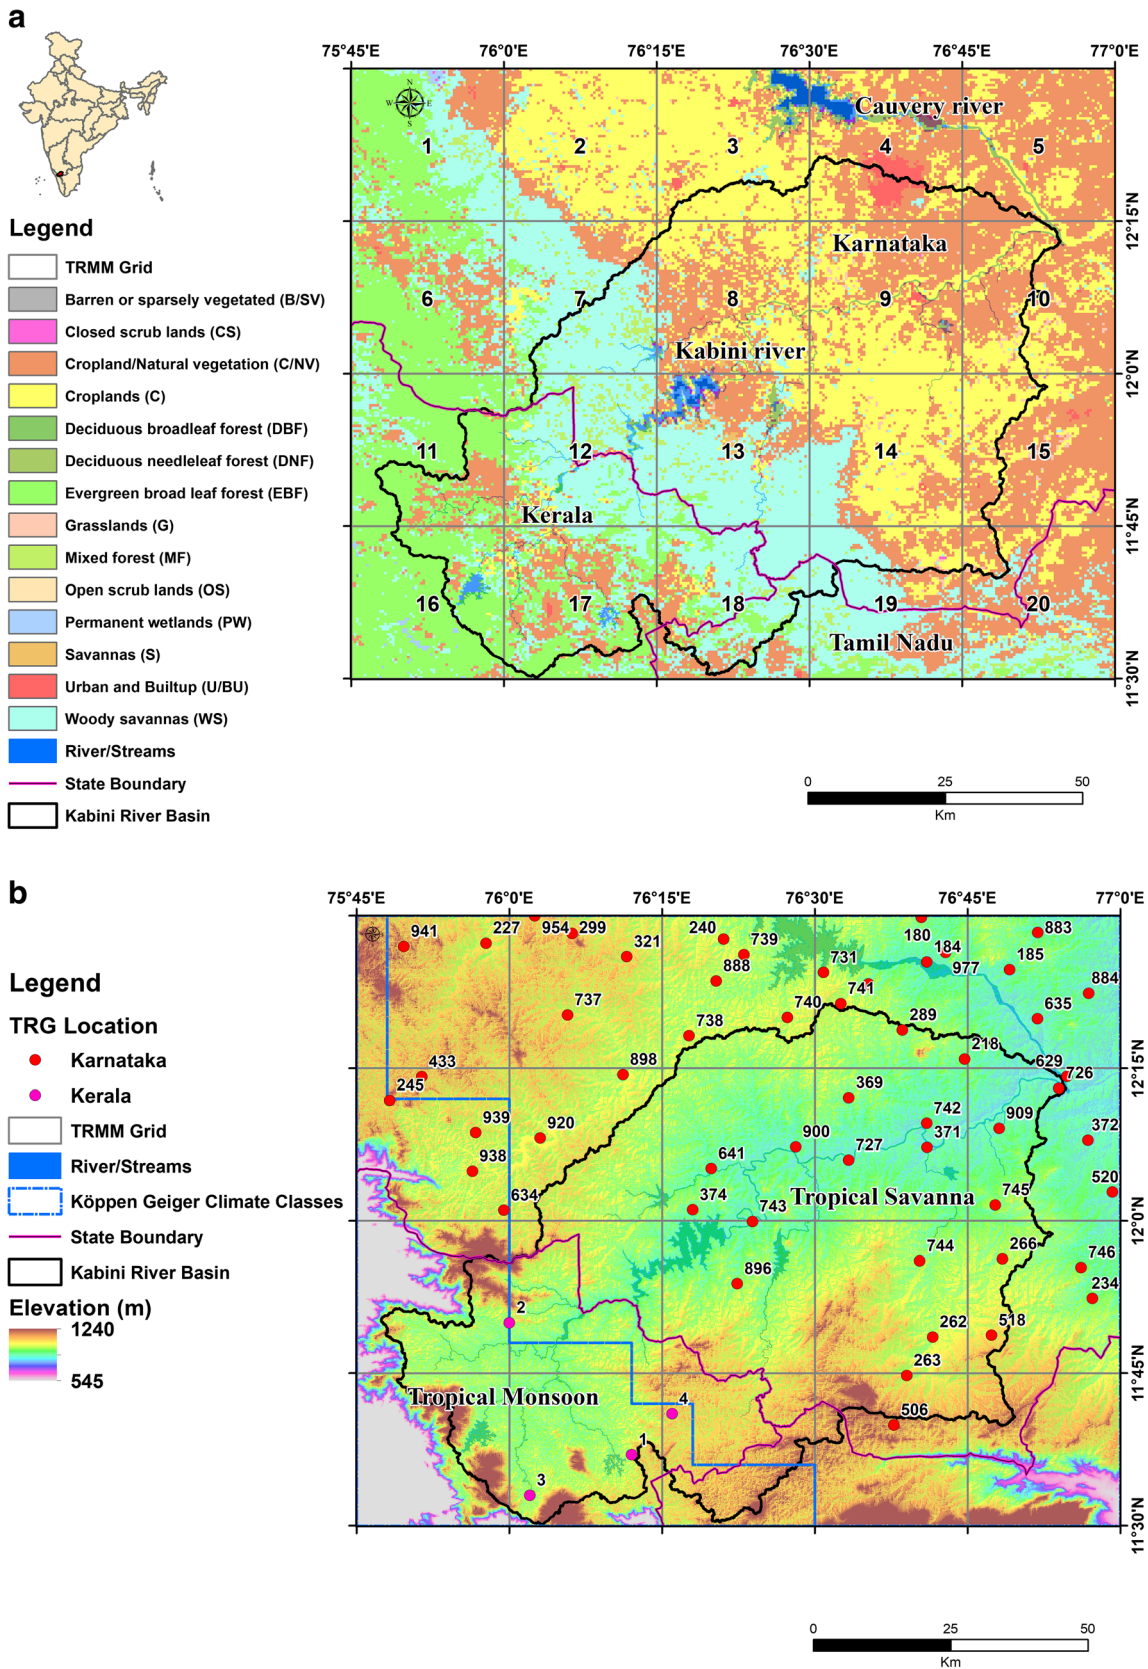 a
75°45'E 76°0'E 76°15'E 76°30'E 76°45'E 77°0'E
N
W E
S
Cauvery river
1 2 3 4 5
12°15'N
Karnataka
6 7 8 9 10
Kabini river
12°0'N
11 12 13 14 15
Kerala
11°45'N
16 17 18 19 20
Tamil Nadu
11°30'N
Legend
TRMM Grid
Barren or sparsely vegetated (B/SV)
Closed scrub lands (CS)
Cropland/Natural vegetation (C/NV)
Croplands (C)
Deciduous broadleaf forest (DBF)
Deciduous needleleaf forest (DNF)
Evergreen broad leaf forest (EBF)
Grasslands (G)
Mixed forest (MF)
Open scrub lands (OS)
Permanent wetlands (PW)
Savannas (S)
Urban and Builtup (U/BU)
Woody savannas (WS)
River/Streams
State Boundary
Kabini River Basin
0 25 50
Km
b
75°45'E 76°0'E 76°15'E 76°30'E 76°45'E 77°0'E
941 227 954 299 321 240 739 180 883
888 731 184 977 185
741 884
737 738 740 289 635
218
433 898 629
245 369 726
939 920 742 909
371 372
938 641 900 727
634 374 743 745 520
Tropical Savanna
744 266 746
896 234
2 262 518
263
Tropical Monsoon 4 506
1
3
12°15'N
12°0'N
11°45'N
11°30'N
Legend
TRG Location
Karnataka
Kerala
TRMM Grid
River/Streams
Köppen Geiger Climate Classes
State Boundary
Kabini River Basin
Elevation (m)
1240
545
0 25 50
Km